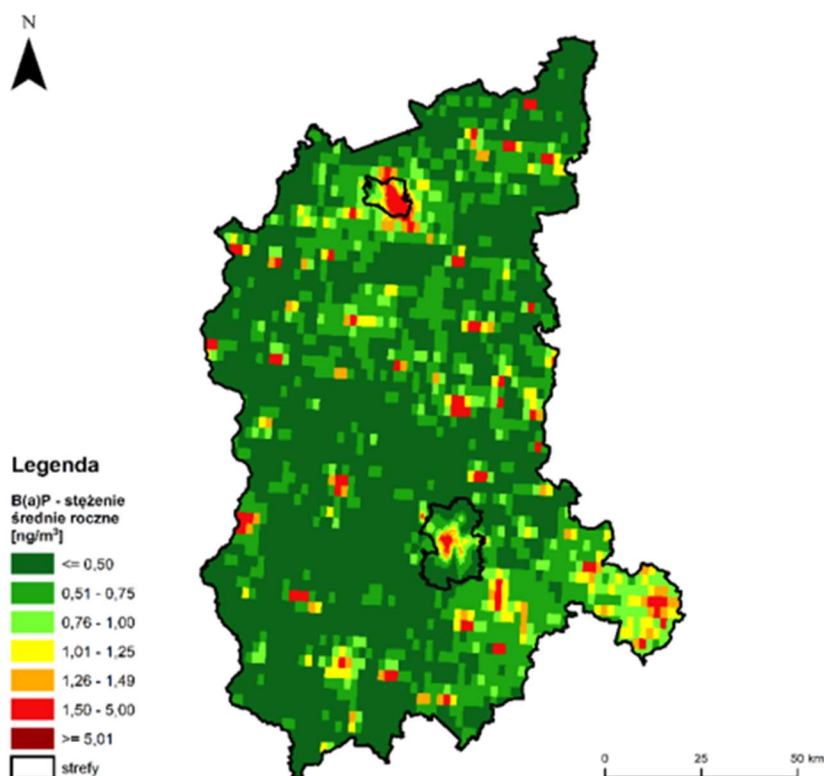 N
Legenda
B(a)P - stężenie
średnie roczne
[ng/m³]
<= 0,50
0,51 - 0,75
0,76 - 1,00
1,01 - 1,25
1,26 - 1,49
1,50 - 5,00
>= 5,01
strefy
0 25 50 km